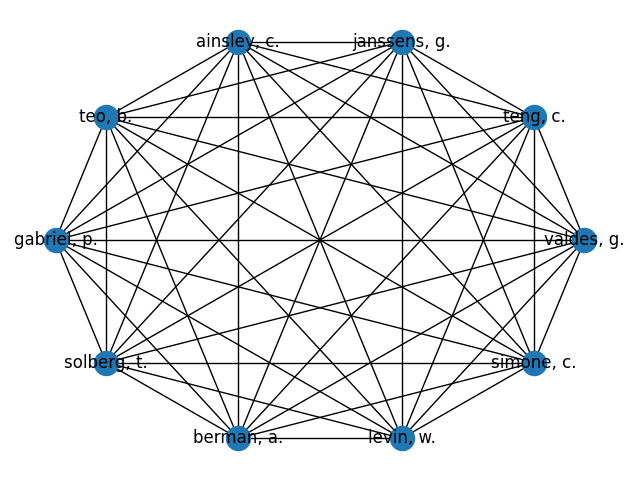 ainsley, c.
janssens, g.
teo, b.
teng, c.
gabriel, p.
valdes, g.
solberg, t.
simone, c.
berman, a.
levin, w.